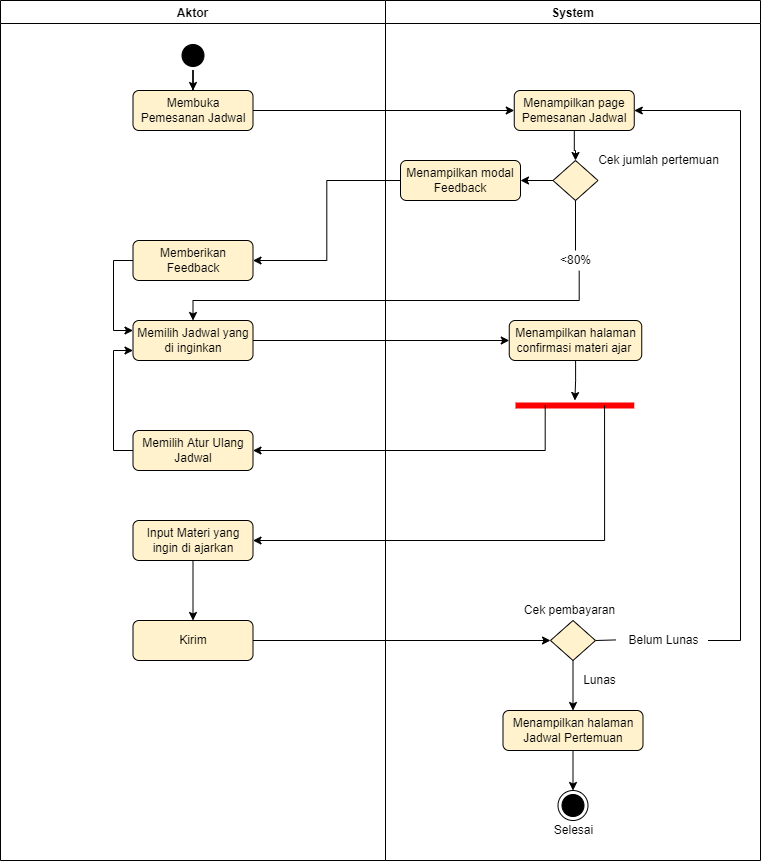 Aktor
System
Membuka
Pemesanan Jadwal
Menampilkan page
Pemesanan Jadwal
Cek jumlah pertemuan
Menampilkan modal
Feedback
Memberikan
Feedback
<80%
Memilih Jadwal yang
di inginkan
Menampilkan halaman
confirmasi materi ajar
Memilih Atur Ulang
Jadwal
Input Materi yang
ingin di ajarkan
Cek pembayaran
Kirim
Belum Lunas
Lunas
Menampilkan halaman
Jadwal Pertemuan
Selesai